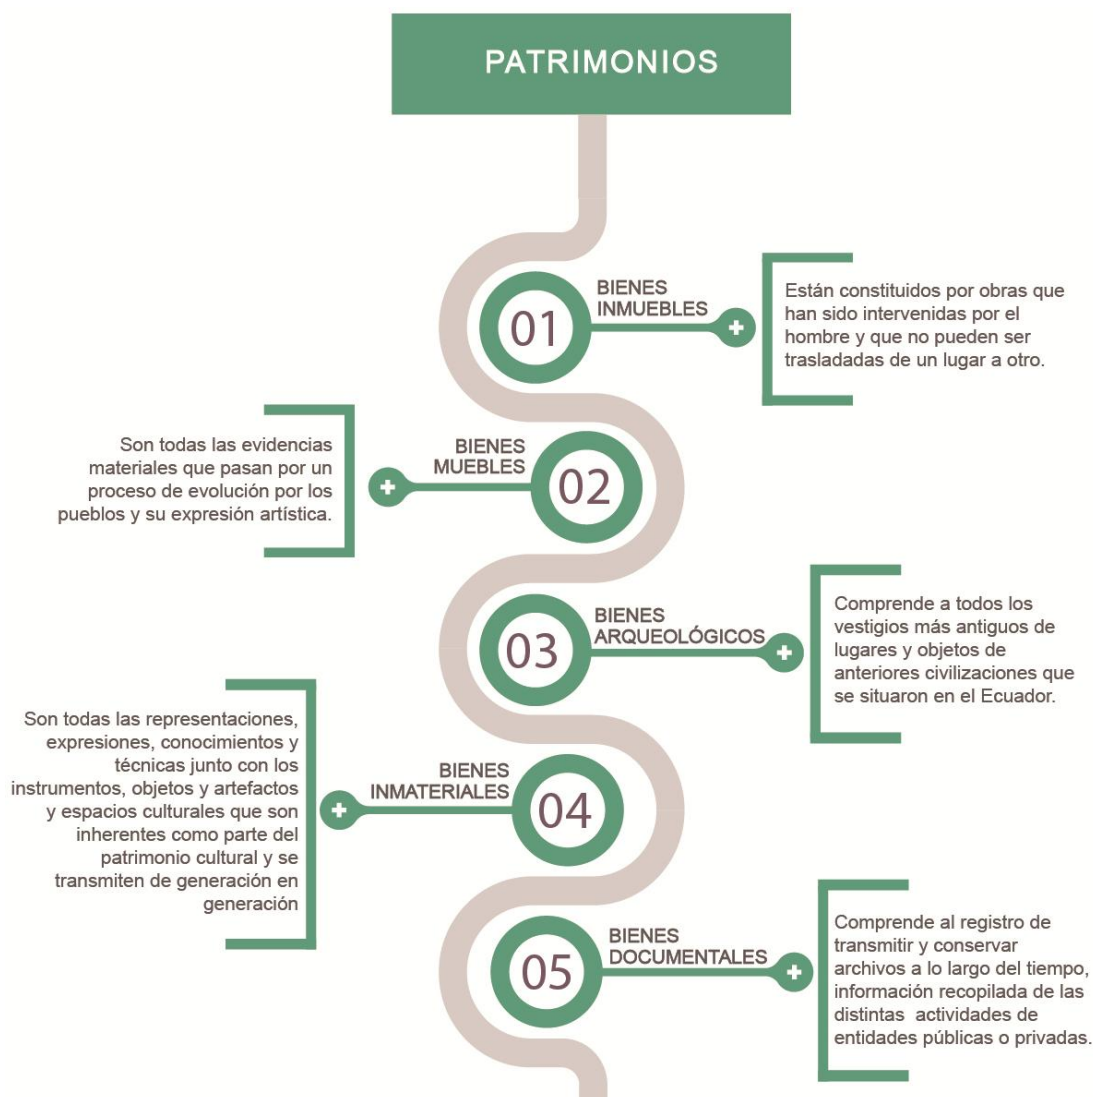 PATRIMONIOS
01
BIENES
INMUEBLES
Están constituidos por obras que
han sido intervenidas por el
hombre y que no pueden ser
trasladadas de un lugar a otro.
02
BIENES
MUEBLES
Son todas las evidencias
materiales que pasan por un
proceso de evolución por los
pueblos y su expresión artística.
03
BIENES
ARQUEOLÓGICOS
Comprende a todos los
vestigios más antiguos de
lugares y objetos de
anteriores civilizaciones que
se situaron en el Ecuador.
04
BIENES
INMATERIALES
Son todas las representaciones,
expresiones, conocimientos y
técnicas junto con los
instrumentos, objetos y artefactos
y espacios culturales que son
inherentes como parte del
patrimonio cultural y se
transmiten de generación en
generación
05
BIENES
DOCUMENTALES
Comprende al registro de
transmitir y conservar
archivos a lo largo del tiempo,
información recopilada de las
distintas  actividades de
entidades públicas o privadas.